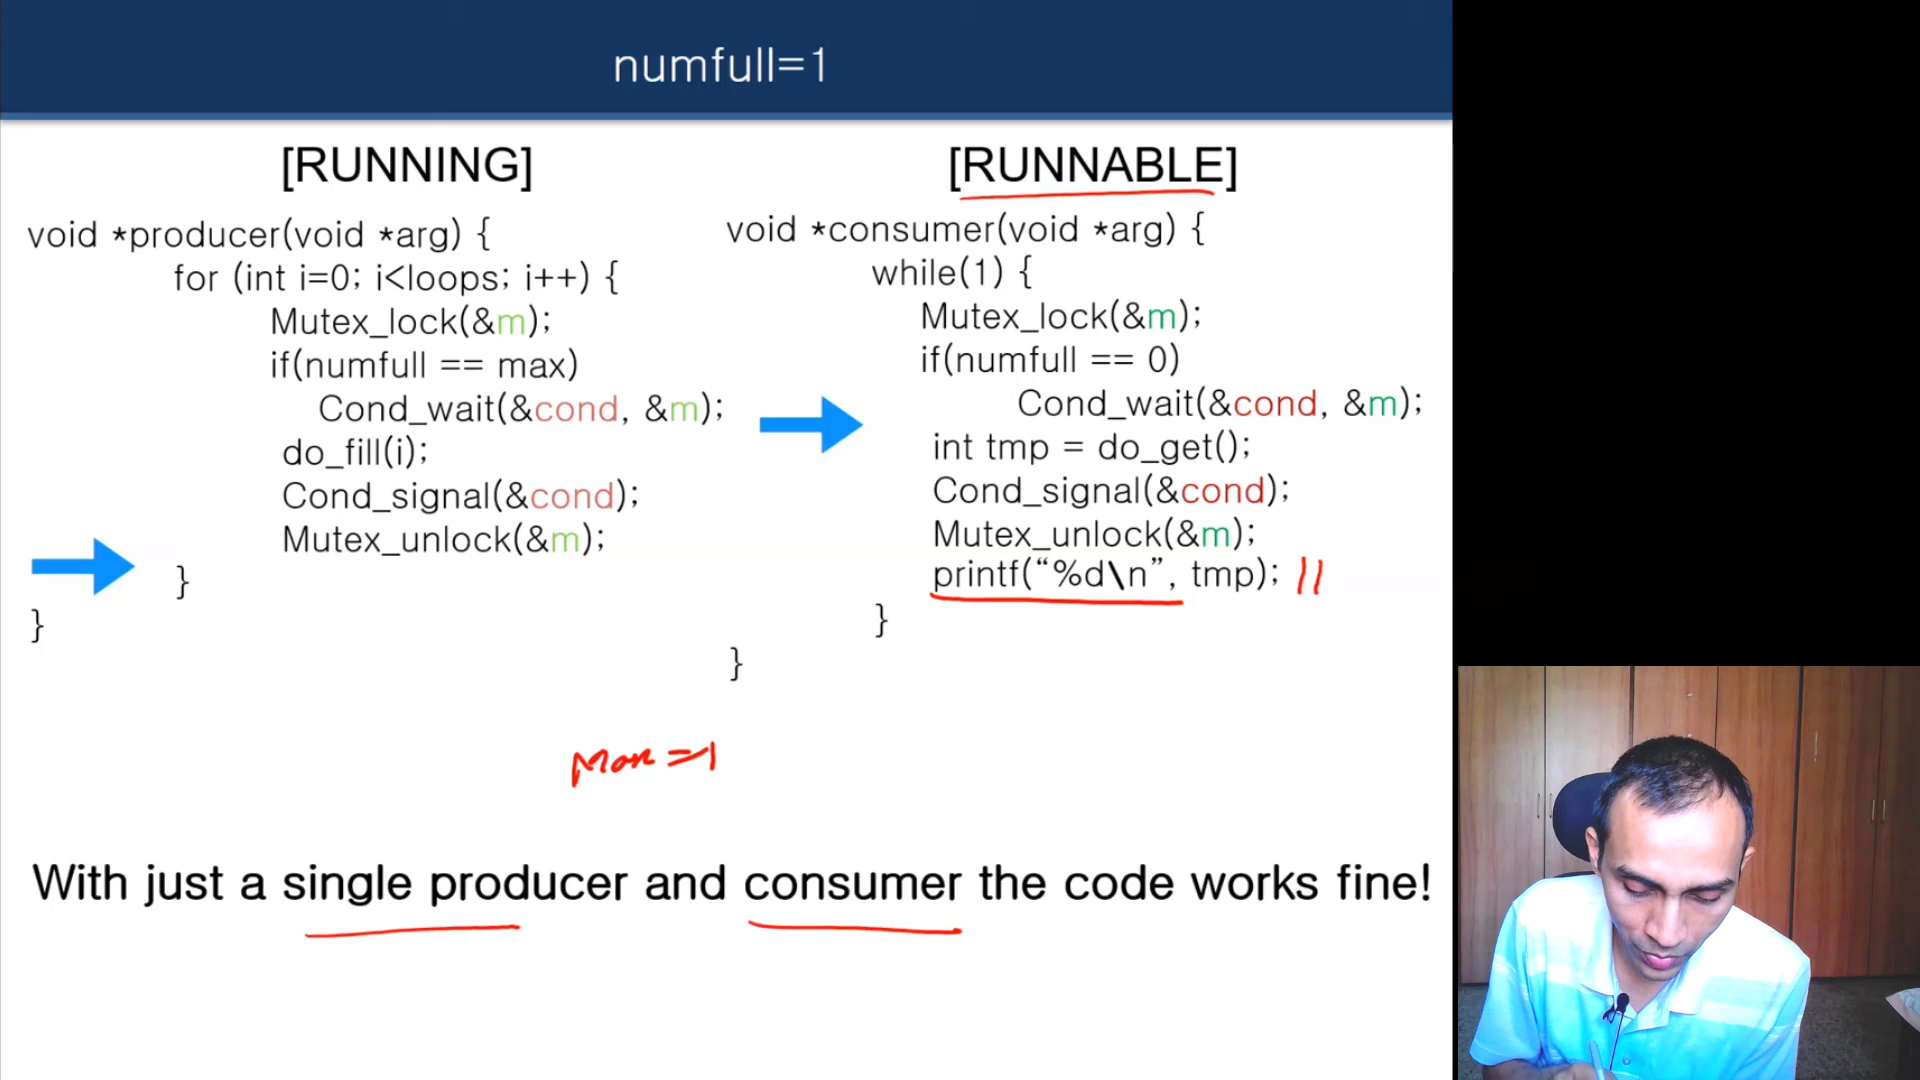 numfull=1
[RUNNING]
void *producer(void *arg) {
for (int i=0; i<loops; i++) {
Mutex_lock(&m);
if(numfull == max)
Cond_wait(&cond, &m);
do_fill(i);
Cond_signal(&cond);
Mutex_unlock(&m);
}
}
[RUNNABLE]
void *consumer(void *arg) {
while(1) {
Mutex_lock(&m);
if(numfull == 0)
Cond_wait(&cond, &m);
int tmp = do_get();
Cond_signal(&cond);
Mutex_unlock(&m);
printf(“%d\n”, tmp); //
}
}
Max =1
With just a single producer and consumer the code works fine!